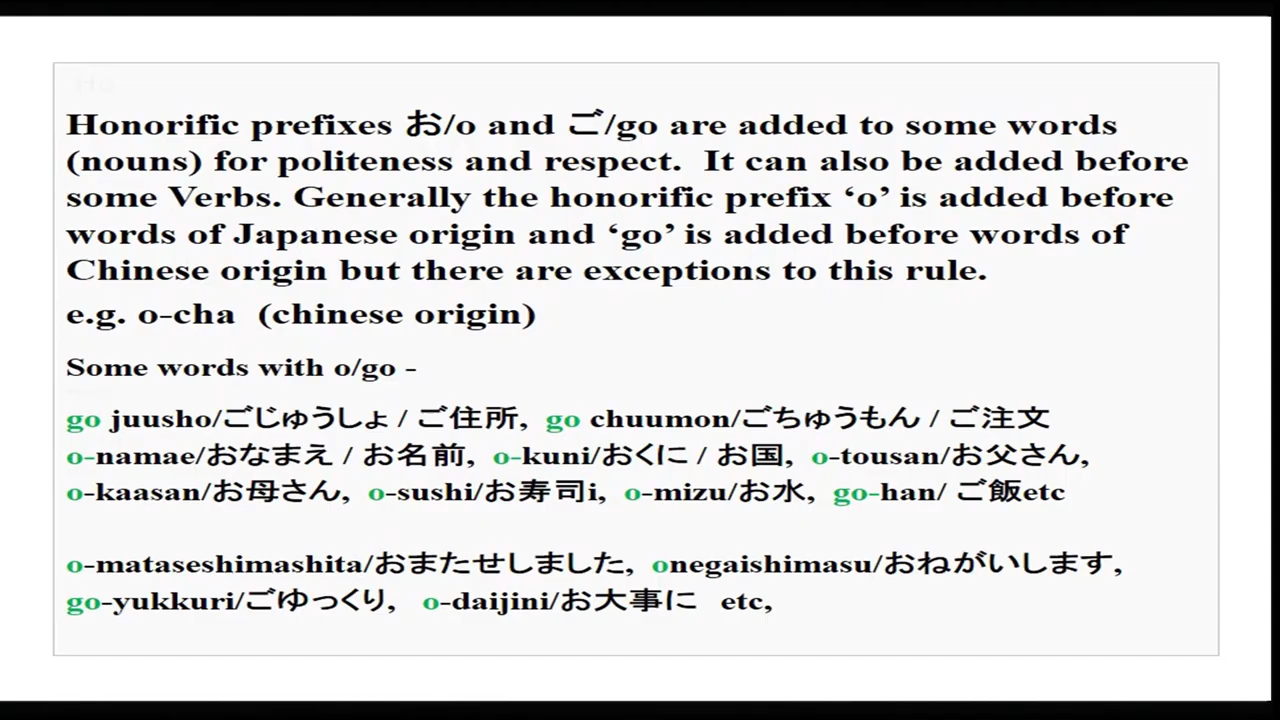 Honorific prefixes お/o and ご/go are added to some words
(nouns) for politeness and respect.  It can also be added before
some Verbs. Generally the honorific prefix ‘o’ is added before
words of Japanese origin and ‘go’ is added before words of
Chinese origin but there are exceptions to this rule.
e.g. o-cha  (chinese origin)
Some words with o/go -
go juusho/ごじゅうしょ / ご住所,  go chuumon/ごちゅうもん / ご注文
o-namae/おなまえ / お名前,  o-kuni/おくに / お国,  o-tousan/お父さん,
o-kaasan/お母さん,  o-sushi/お寿司i,  o-mizu/お水,  go-han/ ご飯etc
o-mataseshimashita/おまたせしました,  onegaishimasu/おねがいします,
go-yukkuri/ごゆっくり,   o-daijini/お大事に   etc,